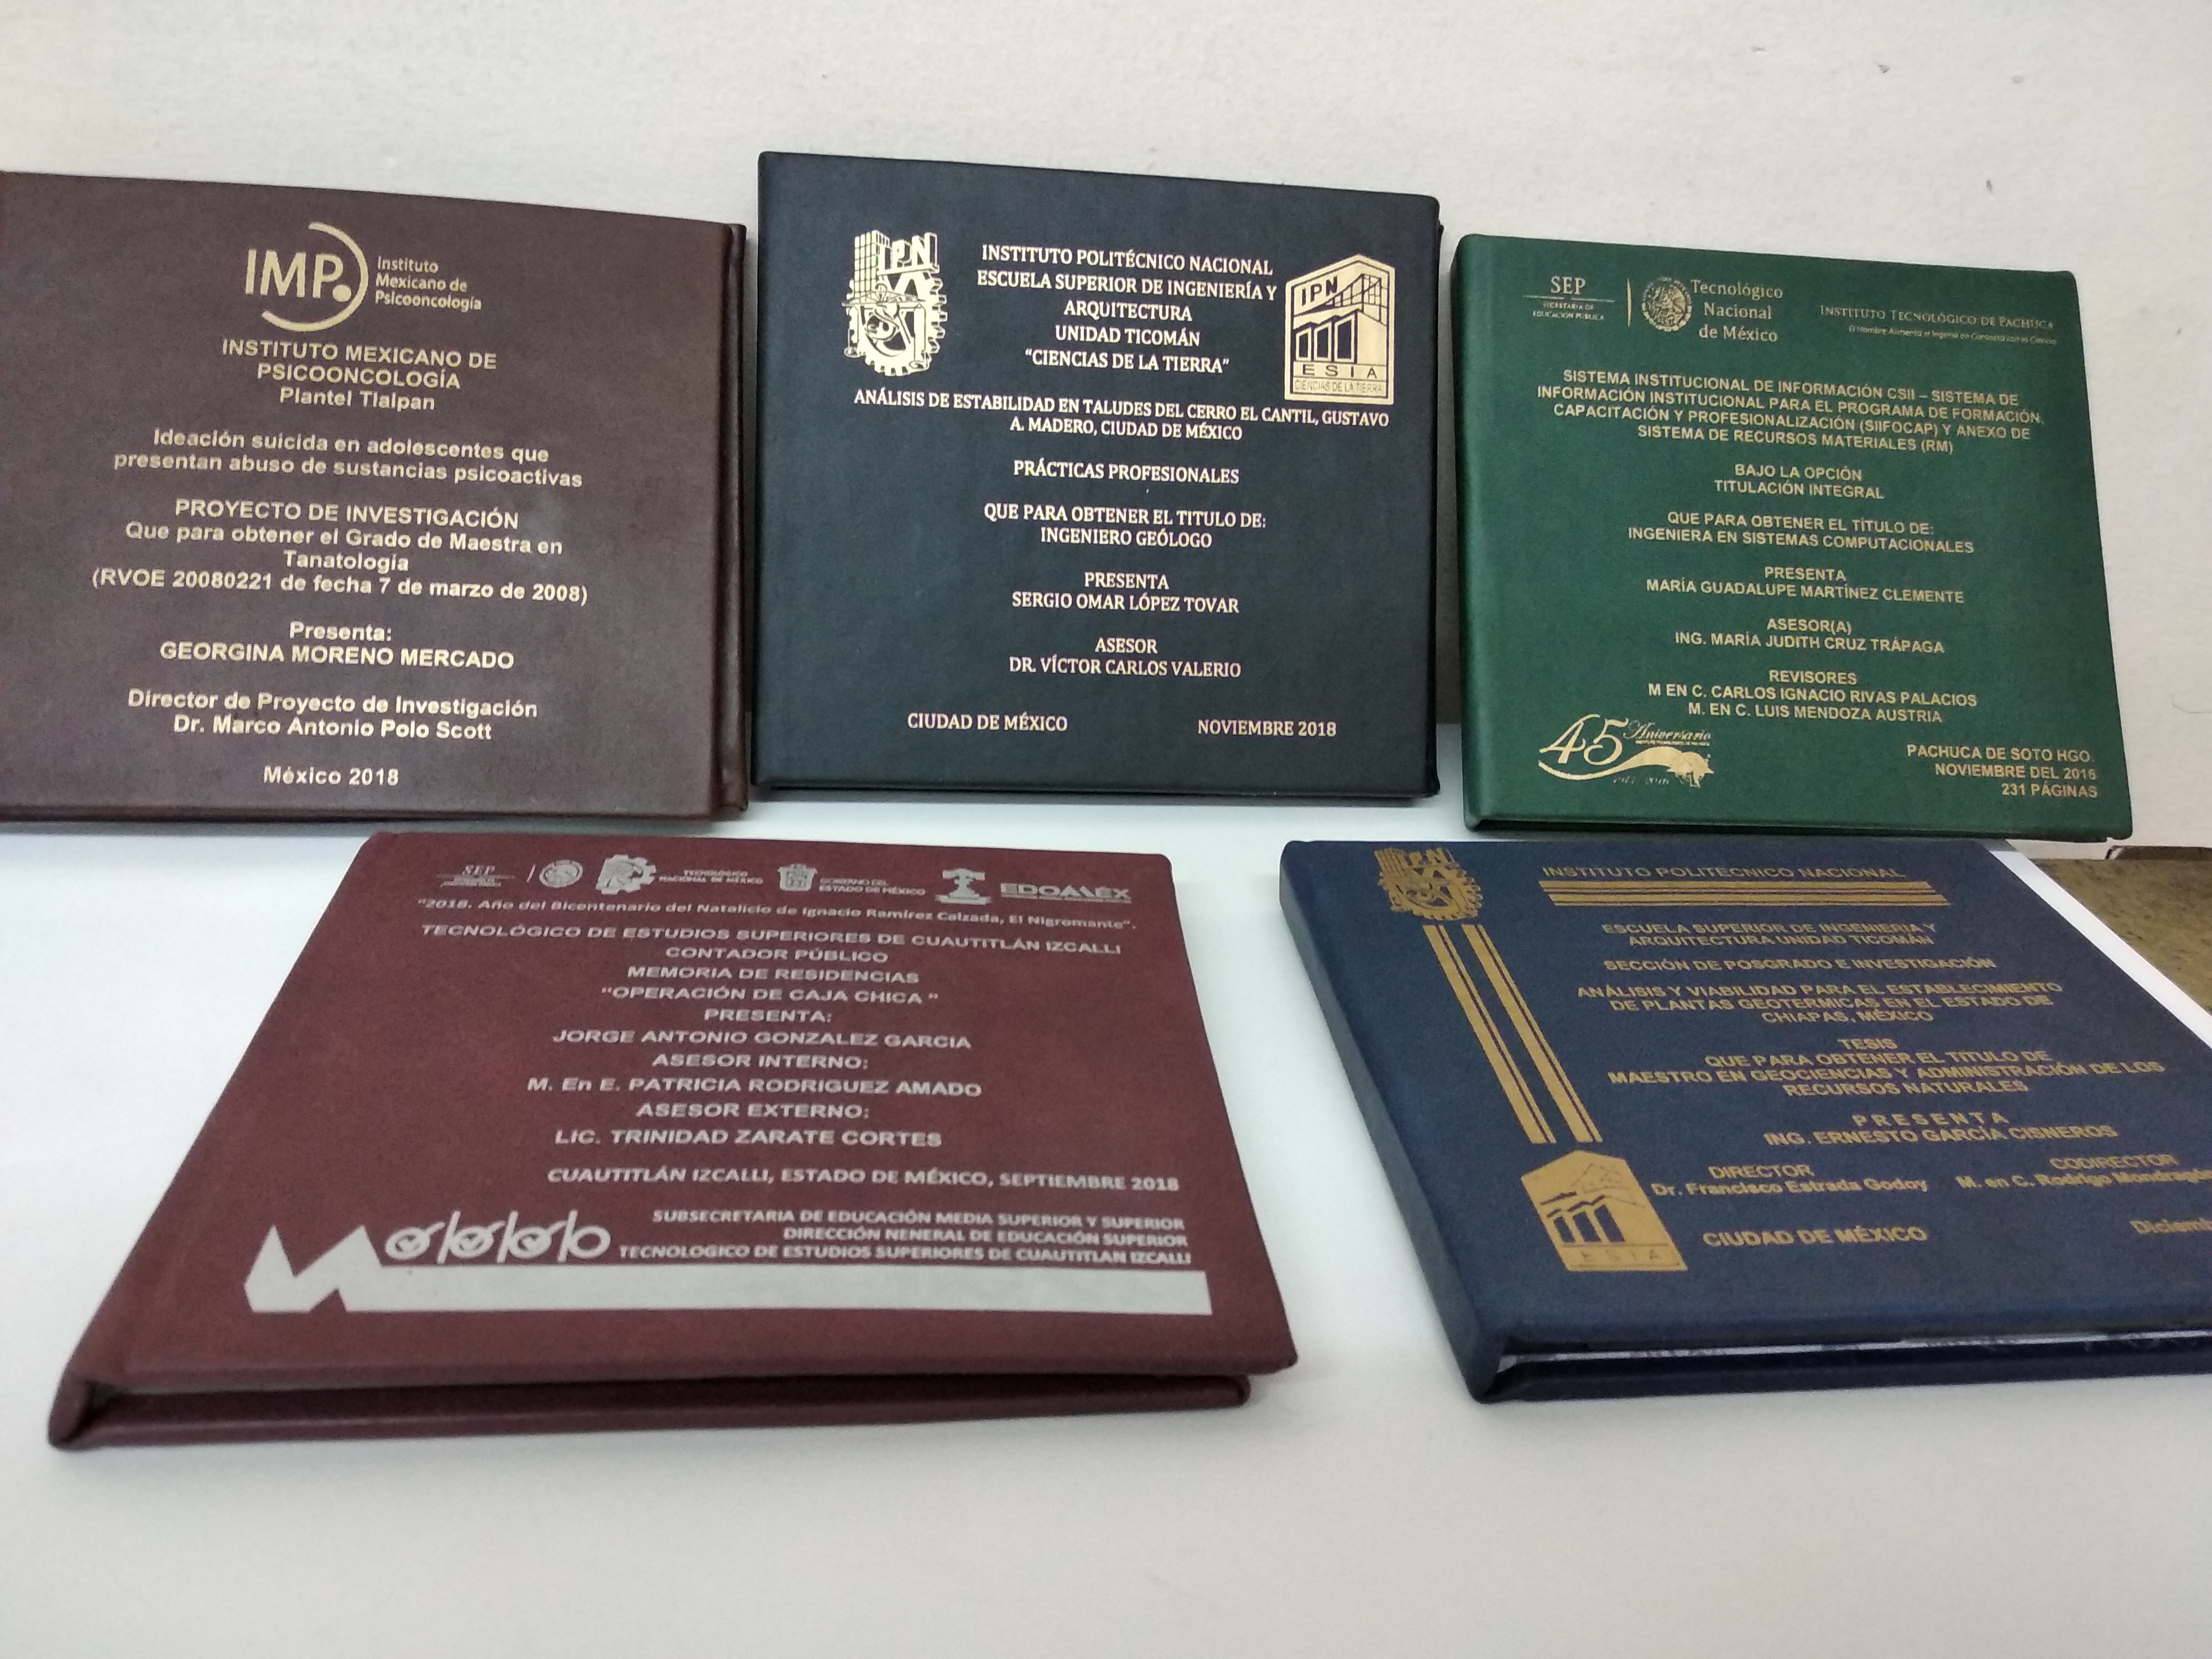 IMP.
Instituto
Mexicano de
Psicooncología
INSTITUTO MEXICANO DE
PSICOONCOLOGÍA
Plantel Tlalpan
Ideación suicida en adolescentes que
presentan abuso de sustancias psicoactivas
PROYECTO DE INVESTIGACIÓN
Que para obtener el Grado de Maestra en
Tanatología
(RVOE 20080221 de fecha 7 de marzo de 2008)
Presenta:
GEORGINA MORENO MERCADO
Director de Proyecto de Investigación
Dr. Marco Antonio Polo Scott
México 2018
IPN
INSTITUTO POLITÉCNICO NACIONAL
ESCUELA SUPERIOR DE INGENIERÍA Y
ARQUITECTURA
UNIDAD TICOMÁN
"CIENCIAS DE LA TIERRA"
IPN
ESIA
CIENCIAS DE LA TIERRA
ANÁLISIS DE ESTABILIDAD EN TALUDES DEL CERRO EL CANTIL, GUSTAVO
A. MADERO, CIUDAD DE MÉXICO
PRÁCTICAS PROFESIONALES
QUE PARA OBTENER EL TITULO DE:
INGENIERO GEÓLOGO
PRESENTA
SERGIO OMAR LÓPEZ TOVAR
ASESOR
DR. VÍCTOR CARLOS VALERIO
CIUDAD DE MÉXICO NOVIEMBRE 2018
SEP
SECRETARÍA DE
EDUCACIÓN PÚBLICA
Tecnológico
Nacional
de México
INSTITUTO TECNOLÓGICO DE PACHUCA
SISTEMA INSTITUCIONAL DE INFORMACIÓN CSII – SISTEMA DE
INFORMACIÓN INSTITUCIONAL PARA EL PROGRAMA DE FORMACIÓN,
CAPACITACIÓN Y PROFESIONALIZACIÓN (SIIFOCAP) Y ANEXO DE
SISTEMA DE RECURSOS MATERIALES (RM)
BAJO LA OPCIÓN
TITULACIÓN INTEGRAL
QUE PARA OBTENER EL TÍTULO DE:
INGENIERA EN SISTEMAS COMPUTACIONALES
PRESENTA
MARÍA GUADALUPE MARTÍNEZ CLEMENTE
ASESOR(A)
ING. MARÍA JUDITH CRUZ TRÁPAGA
REVISORES
M EN C. CARLOS IGNACIO RIVAS PALACIOS
M. EN C. LUIS MENDOZA AUSTRIA
45 Aniversario
PACHUCA DE SOTO HGO.
NOVIEMBRE DEL 2016
231 PÁGINAS
SEP
TECNOLÓGICO
NACIONAL DE MÉXICO
GOBIERNO DEL
ESTADO DE MÉXICO
EDOMÉX
"2018. Año del Bicentenario del Natalicio de Ignacio Ramírez Calzada, El Nigromante".
TECNOLÓGICO DE ESTUDIOS SUPERIORES DE CUAUTITLÁN IZCALLI
CONTADOR PÚBLICO
MEMORIA DE RESIDENCIAS
"OPERACIÓN DE CAJA CHICA "
PRESENTA:
JORGE ANTONIO GONZALEZ GARCIA
ASESOR INTERNO:
M. En E. PATRICIA RODRIGUEZ AMADO
ASESOR EXTERNO:
LIC. TRINIDAD ZARATE CORTES
CUAUTITLÁN IZCALLI, ESTADO DE MÉXICO, SEPTIEMBRE 2018
SUBSECRETARIA DE EDUCACIÓN MEDIA SUPERIOR Y SUPERIOR
DIRECCIÓN NENERAL DE EDUCACIÓN SUPERIOR
TECNOLOGICO DE ESTUDIOS SUPERIORES DE CUAUTITLAN IZCALLI
IPN
INSTITUTO POLITÉCNICO NACIONAL
ESCUELA SUPERIOR DE INGENIERIA Y
ARQUITECTURA UNIDAD TICOMÁN
SECCIÓN DE POSGRADO E INVESTIGACIÓN
ANÁLISIS Y VIABILIDAD PARA EL ESTABLECIMIENTO
DE PLANTAS GEOTERMICAS EN EL ESTADO DE
CHIAPAS, MÉXICO
TESIS
QUE PARA OBTENER EL TITULO DE
MAESTRO EN GEOCIENCIAS Y ADMINISTRACIÓN DE LOS
RECURSOS NATURALES
PRESENTA
ING. ERNESTO GARCÍA CISNEROS
DIRECTOR CODIRECTOR
Dr. Francisco Estrada Godoy M. en C. Rodrigo
ESIA
CIUDAD DE MÉXICO